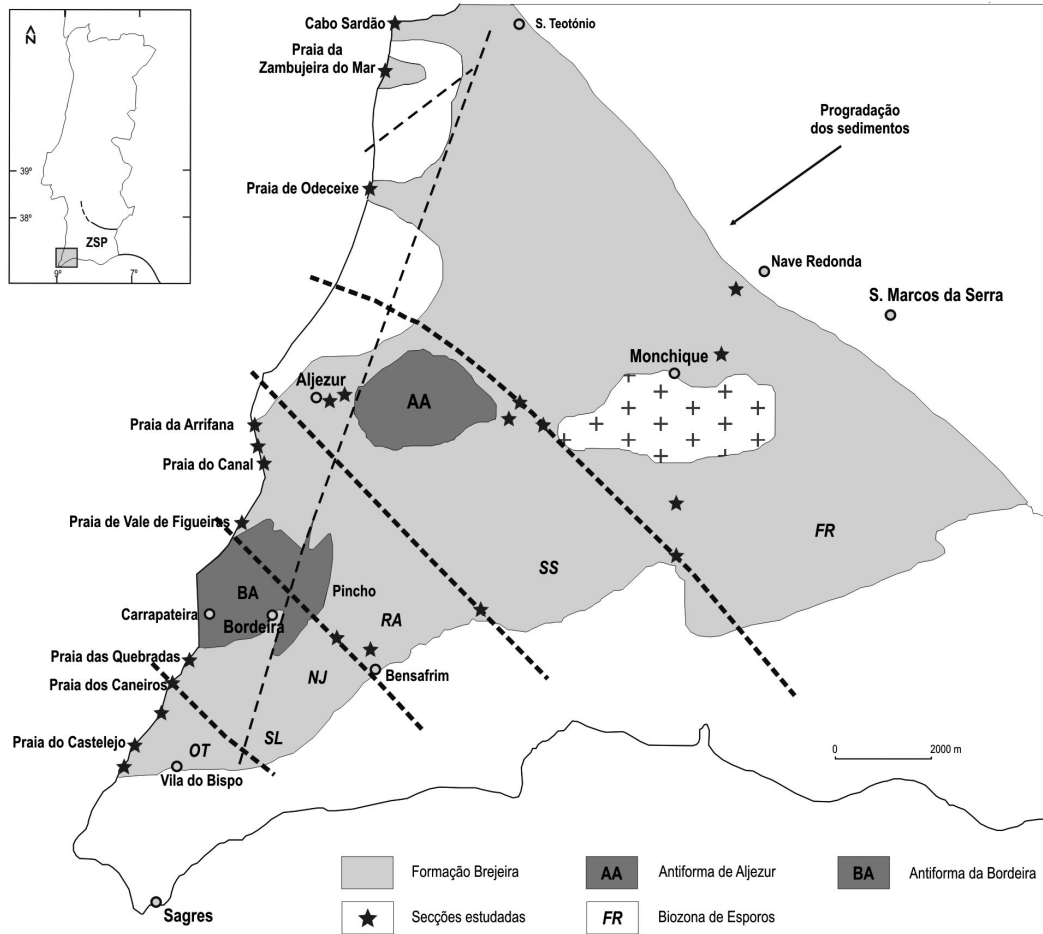 N
39º
38º
ZSP
9º
7º
Cabo Sardão
S. Teotónio
Praia da
Zambujeira do Mar
Progradação
dos sedimentos
Praia de Odeceixe
Nave Redonda
S. Marcos da Serra
Monchique
Aljezur
AA
Praia da Arrifana
Praia do Canal
Praia de Vale de Figueiras
FR
SS
BA
Pincho
Carrapateira
Bordeira
RA
Praia das Quebradas
Bensafrim
NJ
Praia dos Caneiros
SL
Praia do Castelejo
OT
Vila do Bispo
0 2000 m
Sagres
Formação Brejeira
AA Antiforma de Aljezur
BA Antiforma da Bordeira
Secções estudadas
FR Biozona de Esporos